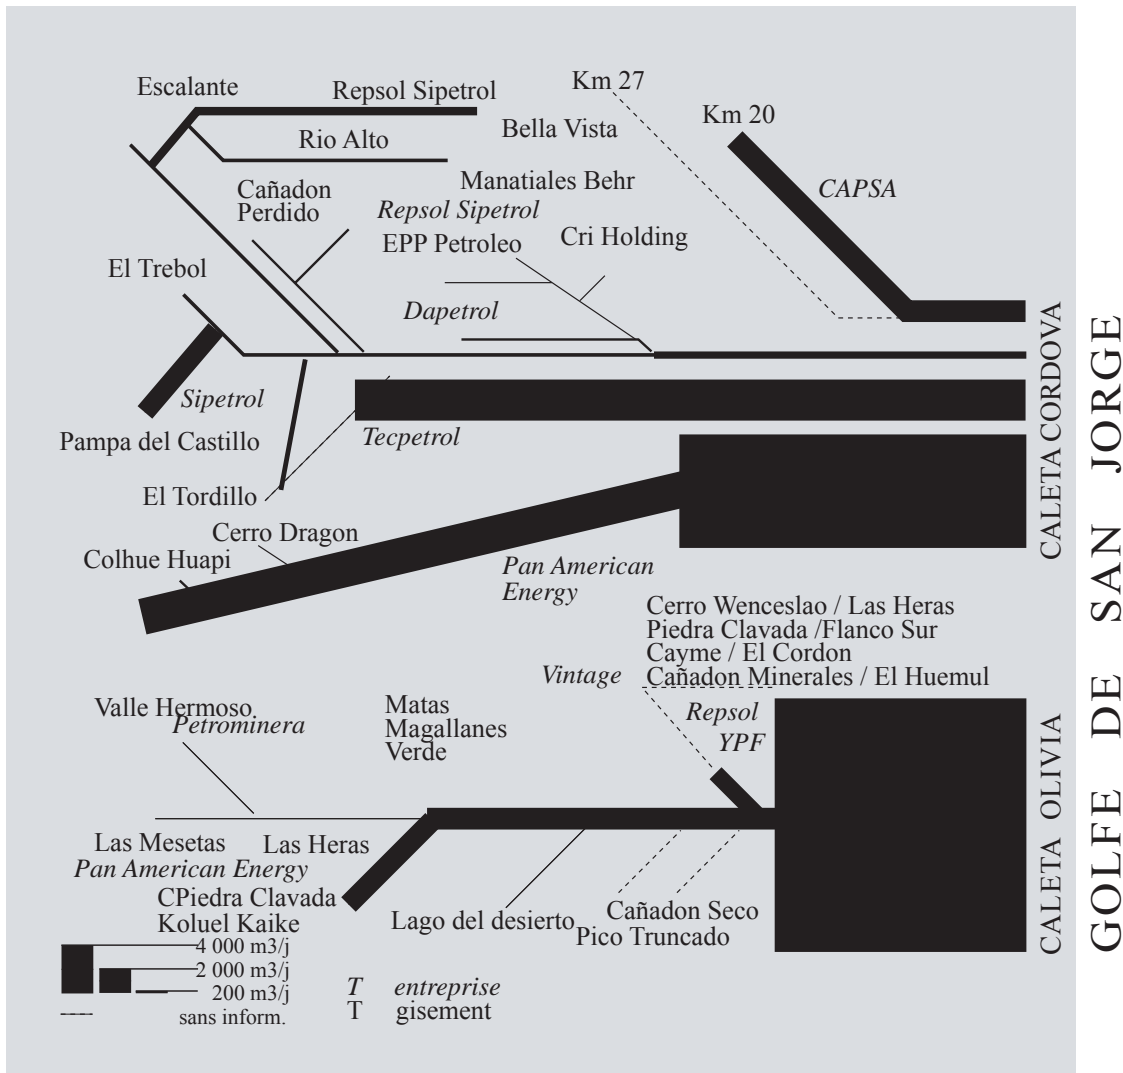 Km 27
Escalante
Repsol Sipetrol
Km 20
Bella Vista
Rio Alto
Manatiales Behr
Cañadon
Perdido
CAPSA
Repsol Sipetrol
EPP Petroleo
Cri Holding
El Trebol
Dapetrol
Sipetrol
Tecpetrol
Pampa del Castillo
El Tordillo
Cerro Dragon
Colhue Huapi
Pan American
Energy
CALETA CORDOVA
GOLFE DE SAN JORGE
Cerro Wenceslao / Las Heras
Piedra Clavada /Flanco Sur
Cayme / El Cordon
Cañadon Minerales / El Huemul
Vintage
Valle Hermoso
Petrominera
Matas
Magallanes
Verde
Repsol
YPF
CALETA OLIVIA
Las Mesetas
Las Heras
Pan American Energy
CPiedra Clavada
Koluel Kaike
Lago del desierto
Cañadon Seco
Pico Truncado
4 000 m3/j
2 000 m3/j
200 m3/j
sans inform.
T entreprise
T gisement